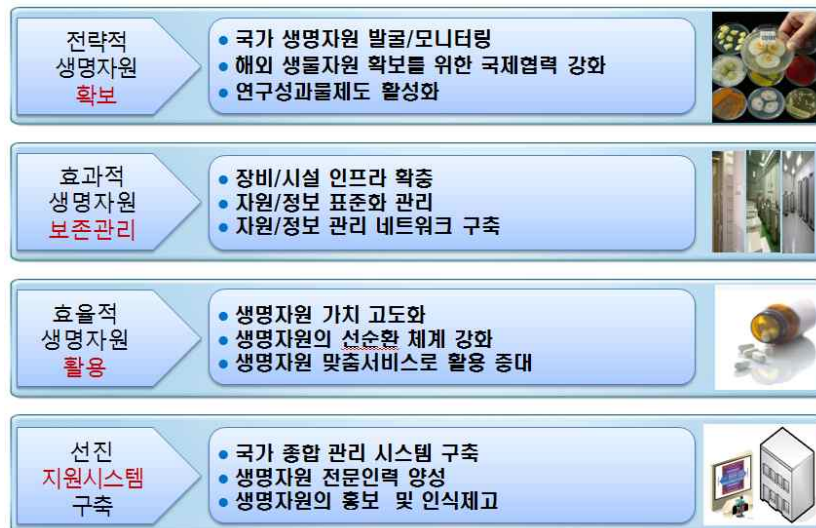 전략적
생명자원
확보
● 국가 생명자원 발굴/모니터링
● 해외 생물자원 확보를 위한 국제협력 강화
● 연구성과물제도 활성화
효과적
생명자원
보존관리
● 장비/시설 인프라 확충
● 자원/정보 표준화 관리
● 자원/정보 관리 네트워크 구축
효율적
생명자원
활용
● 생명자원 가치 고도화
● 생명자원의 선순환 체계 강화
● 생명자원 맞춤서비스로 활용 증대
선진
지원시스템
구축
● 국가 종합 관리 시스템 구축
● 생명자원 전문인력 양성
● 생명자원의 홍보 및 인식제고